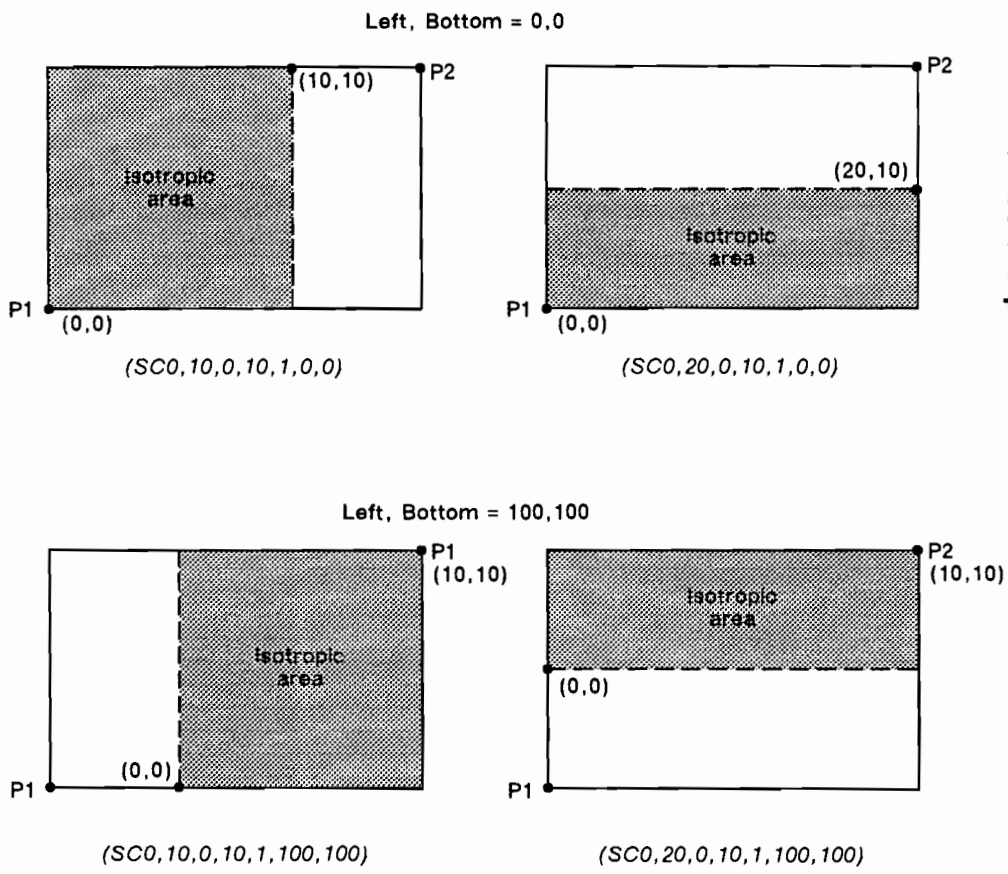 Left, Bottom = 0,0
(10,10)
P2
Isotropic
area
P1
(0,0)
(SC0,10,0,10,1,0,0)
P2
(20,10)
Isotropic
area
P1
(0,0)
(SC0,20,0,10,1,0,0)
Left, Bottom = 100,100
P1
(10,10)
Isotropic
area
(0,0)
P1
(SC0,10,0,10,1,100,100)
P2
(10,10)
Isotropic
area
(0,0)
P1
(SC0,20,0,10,1,100,100)